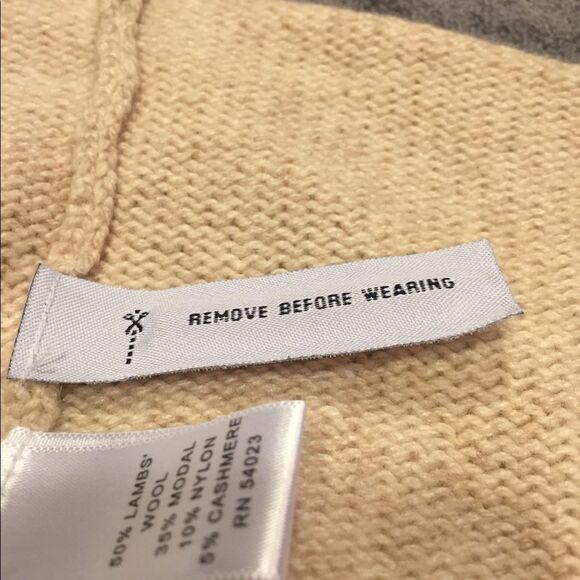 REMOVE BEFORE WEARING
50% LAMBS'
WOOL
35% MODAL
10% NYLON
5% CASHMERE
RN 54023